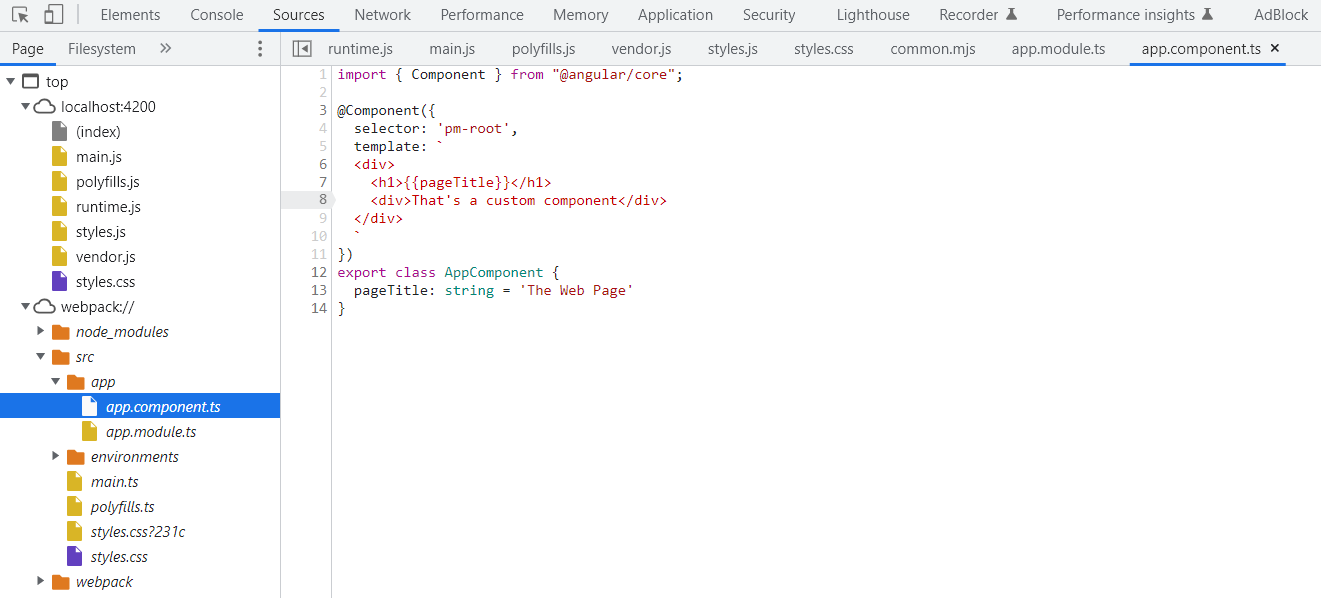 Elements Console Sources Network Performance Memory Application Security Lighthouse Recorder Performance insights AdBlock
Page Filesystem »
runtime.js main.js polyfills.js vendor.js styles.js styles.css common.mjs app.module.ts app.component.ts ×
top
localhost:4200
(index)
main.js
polyfills.js
runtime.js
styles.js
vendor.js
styles.css
webpack://
node_modules
src
app
app.component.ts
app.module.ts
environments
main.ts
polyfills.ts
styles.css?231c
styles.css
webpack
1 import { Component } from "@angular/core";
2
3 @Component({
4   selector: 'pm-root',
5   template: `
6   <div>
7     <h1>{{pageTitle}}</h1>
8     <div>That's a custom component</div>
9   </div>
10   `
11 })
12 export class AppComponent {
13   pageTitle: string = 'The Web Page'
14 }